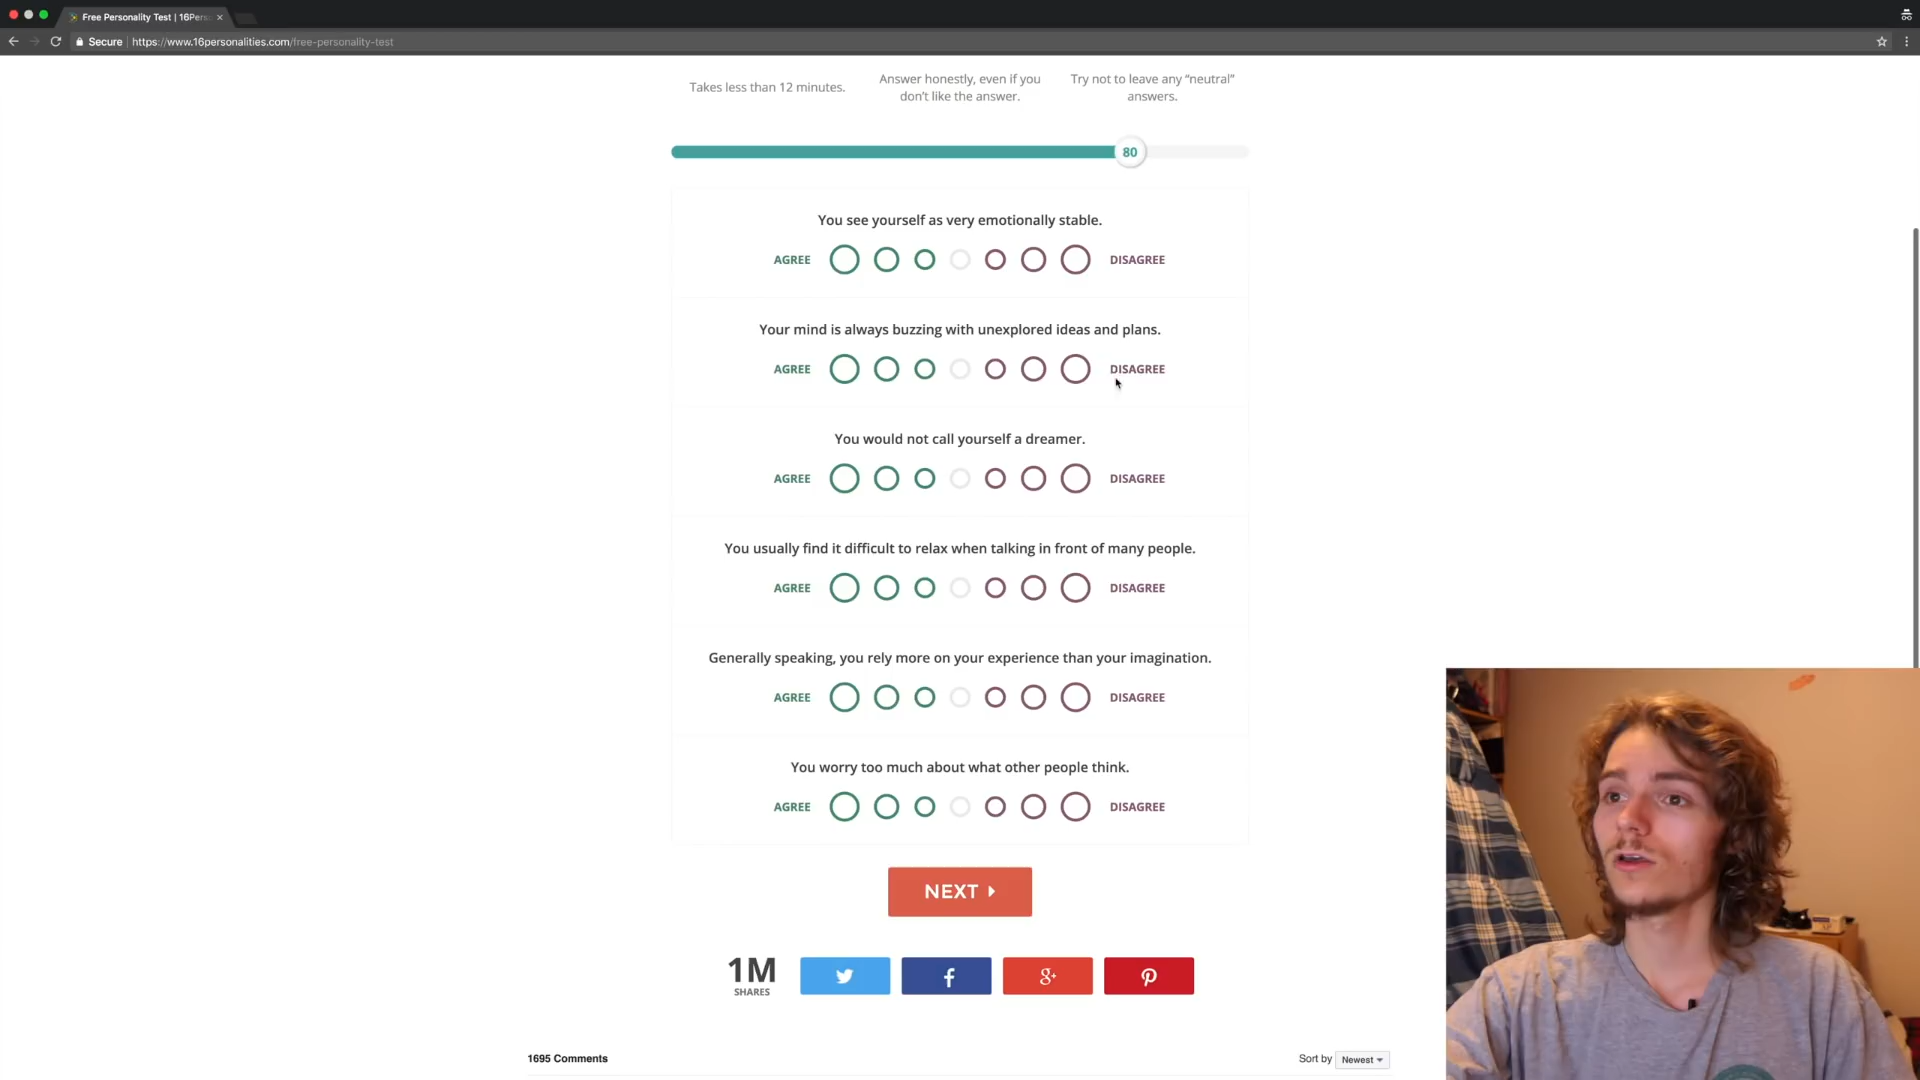 Free Personality Test | 16Pers
Secure
https://www.16personalities.com/free-personality-test
Takes less than 12 minutes.
Answer honestly, even if you
don't like the answer.
Try not to leave any “neutral”
answers.
80
You see yourself as very emotionally stable.
AGREE DISAGREE
Your mind is always buzzing with unexplored ideas and plans.
AGREE DISAGREE
You would not call yourself a dreamer.
AGREE DISAGREE
You usually find it difficult to relax when talking in front of many people.
AGREE DISAGREE
Generally speaking, you rely more on your experience than your imagination.
AGREE DISAGREE
You worry too much about what other people think.
AGREE DISAGREE
NEXT
1M
SHARES
1695 Comments
Sort by Newest